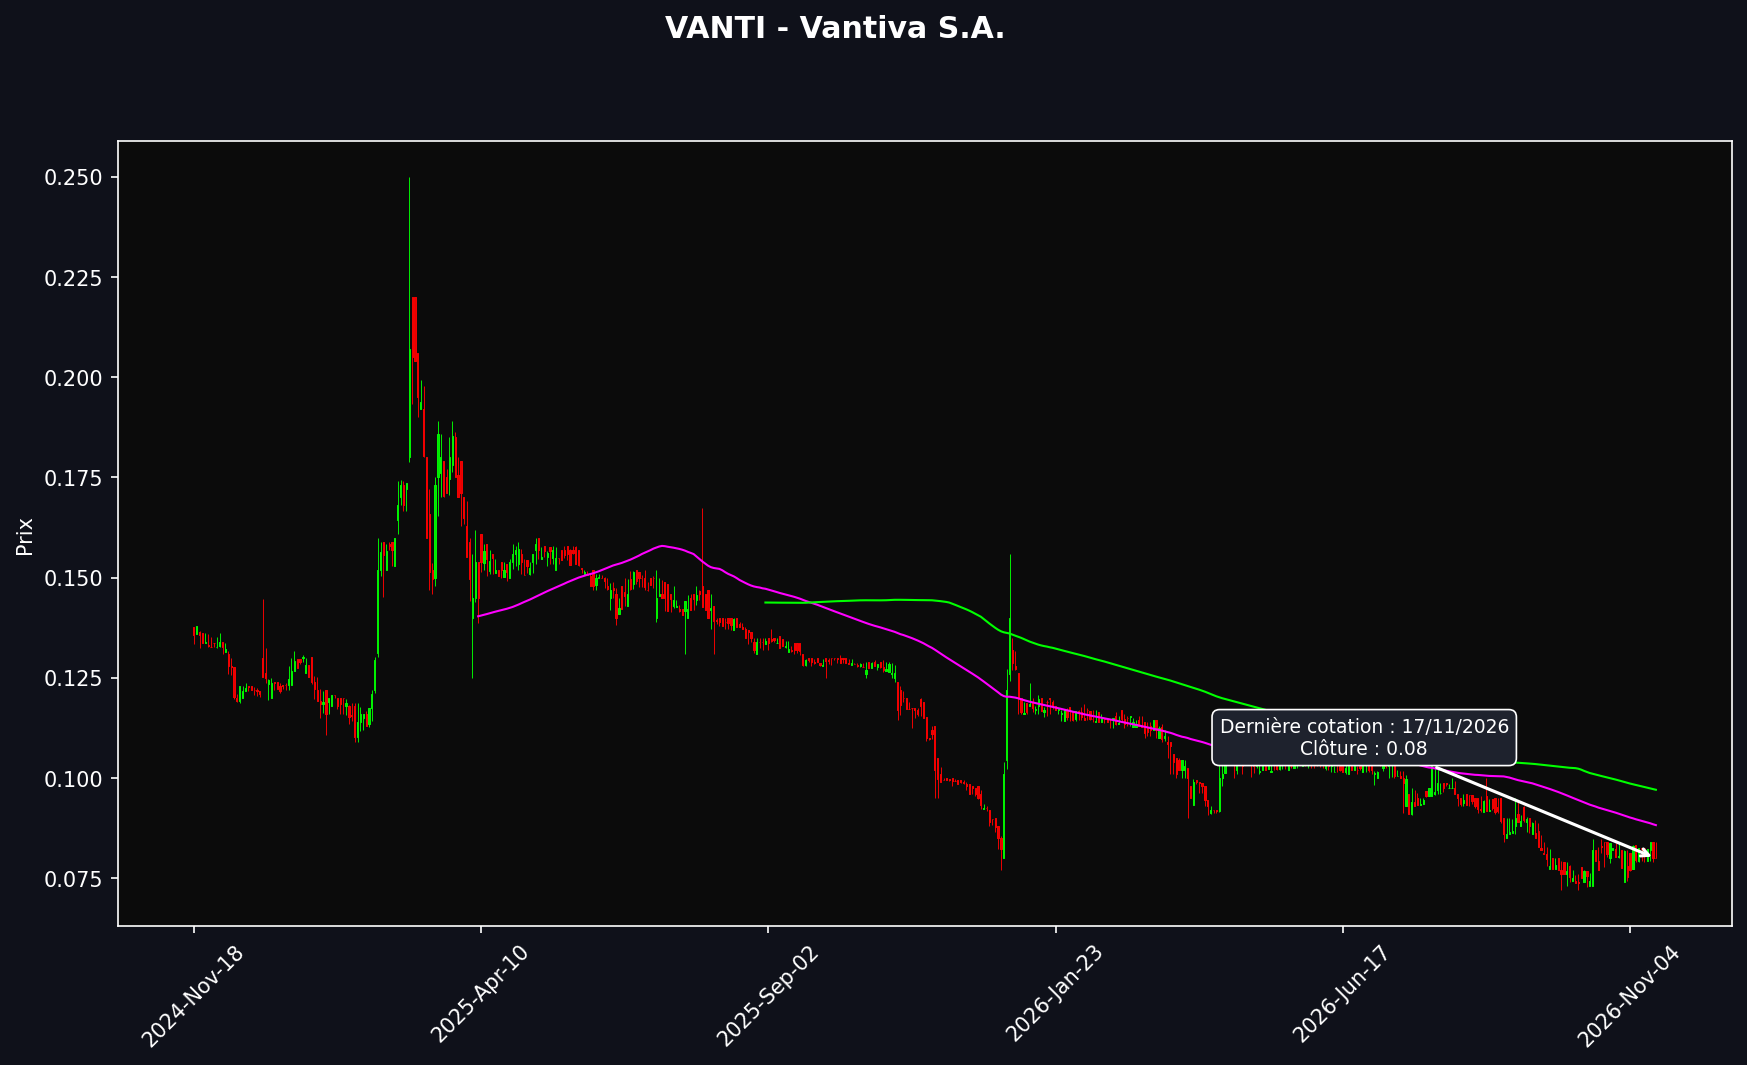 VANTI - Vantiva S.A.
Prix
0.250
0.225
0.200
0.175
0.150
0.125
0.100
0.075
Dernière cotation : 17/11/2026
Clôture : 0.08
2024-Nov-18
2025-Apr-10
2025-Sep-02
2026-Jan-23
2026-Jun-17
2026-Nov-04